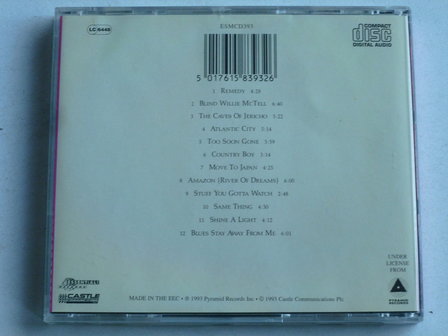 LC 6448
ESMCD393
COMPACT
disc
DIGITAL AUDIO
5 017615 839326
1 REMEDY 4:28
2 BLIND WILLIE MCTELL 6:40
3 THE CAVES OF JERICHO 5:22
4 ATLANTIC CITY 5:14
5 TOO SOON GONE 3:59
6 COUNTRY BOY 3:14
7 MOVE TO JAPAN 4:25
8 AMAZON (RIVER OF DREAMS) 6:00
9 STUFF YOU GOTTA WATCH 2:48
10 SAME THING 4:30
11 SHINE A LIGHT 4:12
12 BLUES STAY AWAY FROM ME 6:01
UNDER
LICENSE
FROM
ESSENTIAL!
CASTLE
MADE IN THE EEC • ℗ 1993 Pyramid Records Inc • © 1993 Castle Communications Plc
PYRAMID
RECORDS